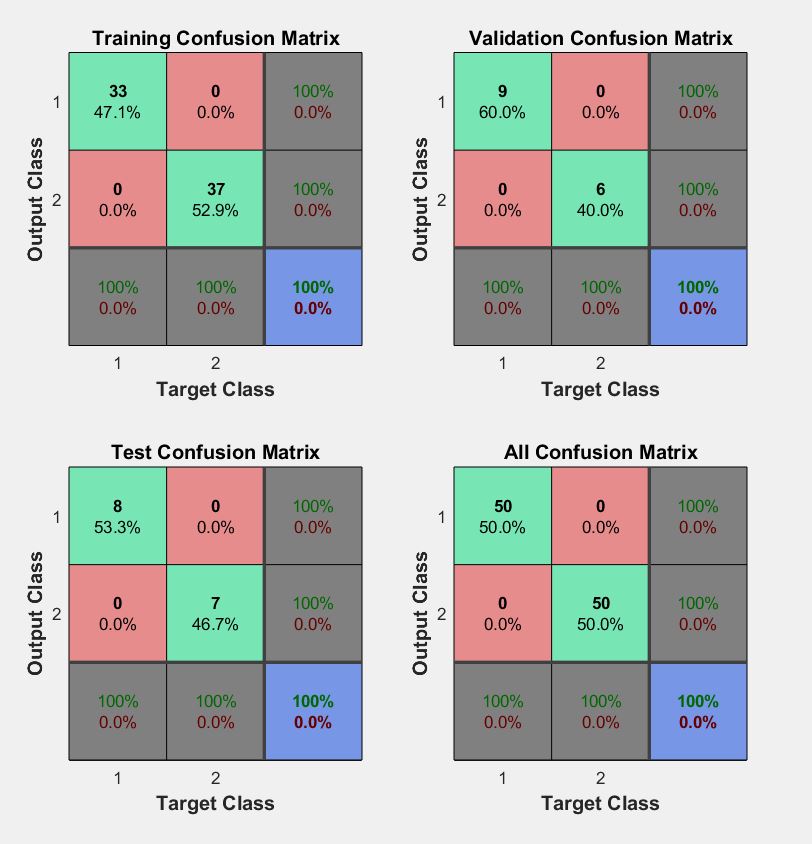 Training Confusion Matrix
33 0 100%
1
47.1% 0.0% 0.0%
Output Class
0 37 100%
2
0.0% 52.9% 0.0%
100% 100% 100%
0.0% 0.0% 0.0%
1 2
Target Class
Validation Confusion Matrix
9 0 100%
1
60.0% 0.0% 0.0%
Output Class
0 6 100%
2
0.0% 40.0% 0.0%
100% 100% 100%
0.0% 0.0% 0.0%
1 2
Target Class
Test Confusion Matrix
8 0 100%
1
53.3% 0.0% 0.0%
Output Class
0 7 100%
2
0.0% 46.7% 0.0%
100% 100% 100%
0.0% 0.0% 0.0%
1 2
Target Class
All Confusion Matrix
50 0 100%
1
50.0% 0.0% 0.0%
Output Class
0 50 100%
2
0.0% 50.0% 0.0%
100% 100% 100%
0.0% 0.0% 0.0%
1 2
Target Class